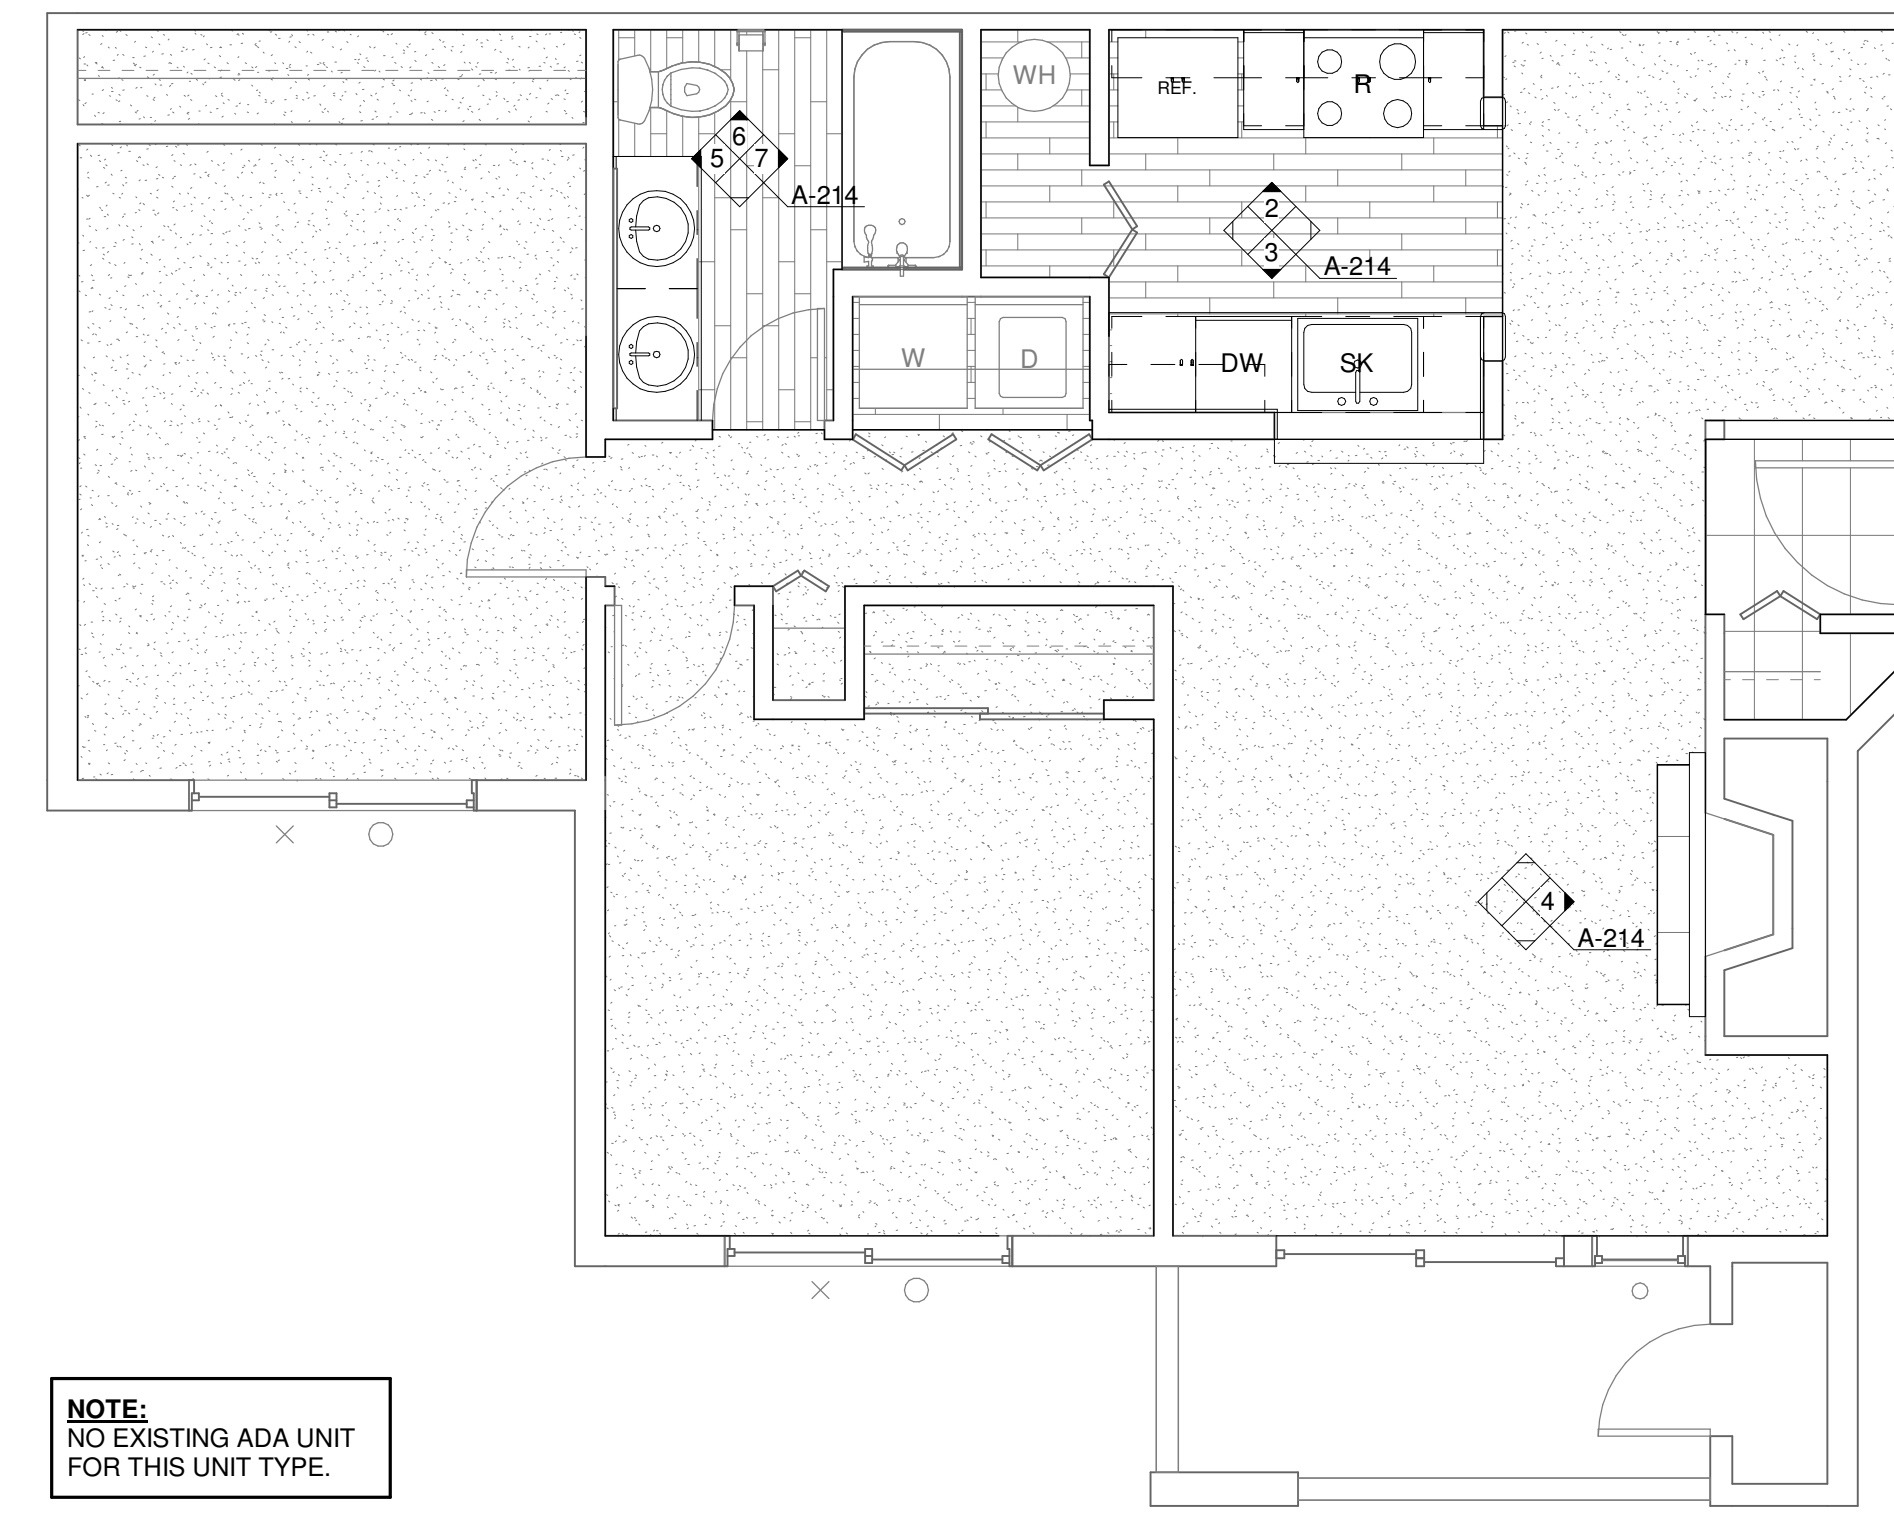 WH
REF.
R
6
5 7
A-214
2
3
A-214
W
D
DW
SK
4
A-214
NOTE:
NO EXISTING ADA UNIT
FOR THIS UNIT TYPE.